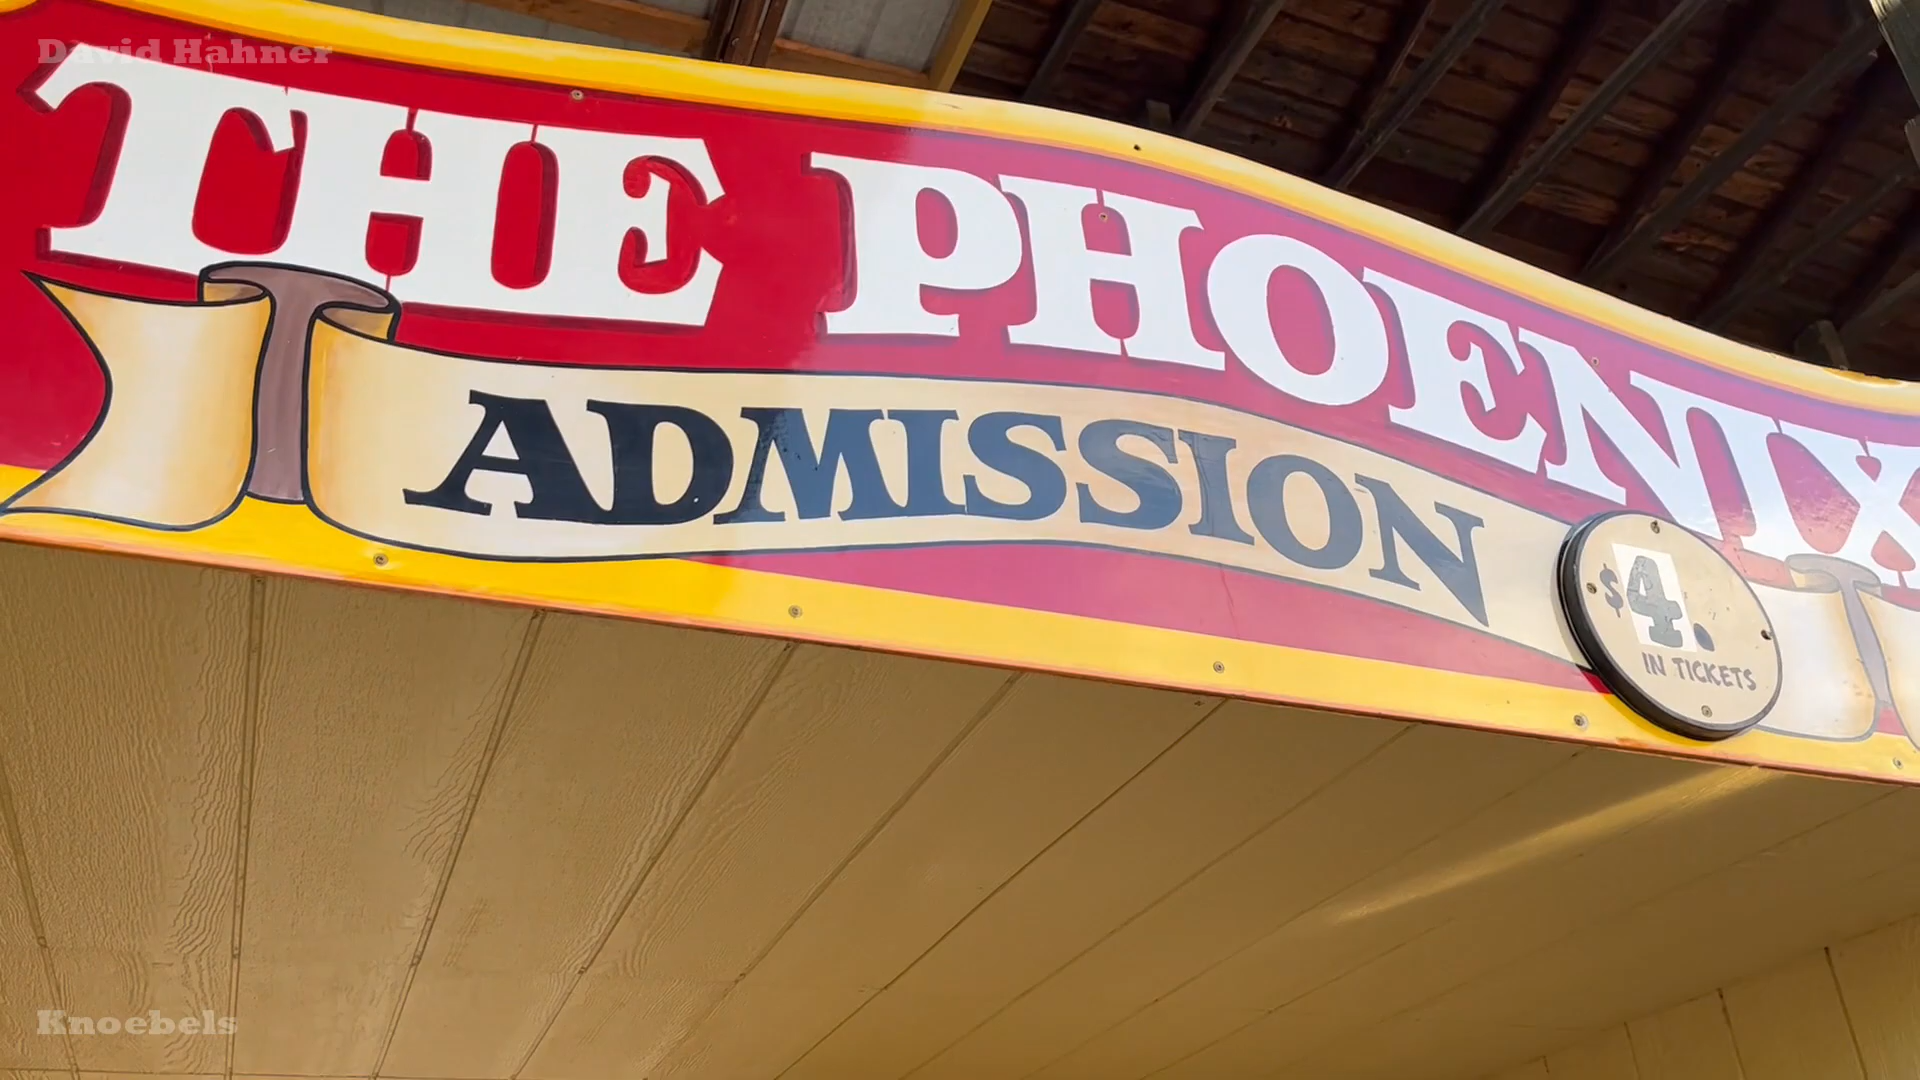 David Hahner
THE PHOENIX
ADMISSION
$4.
IN TICKETS
Knoebels